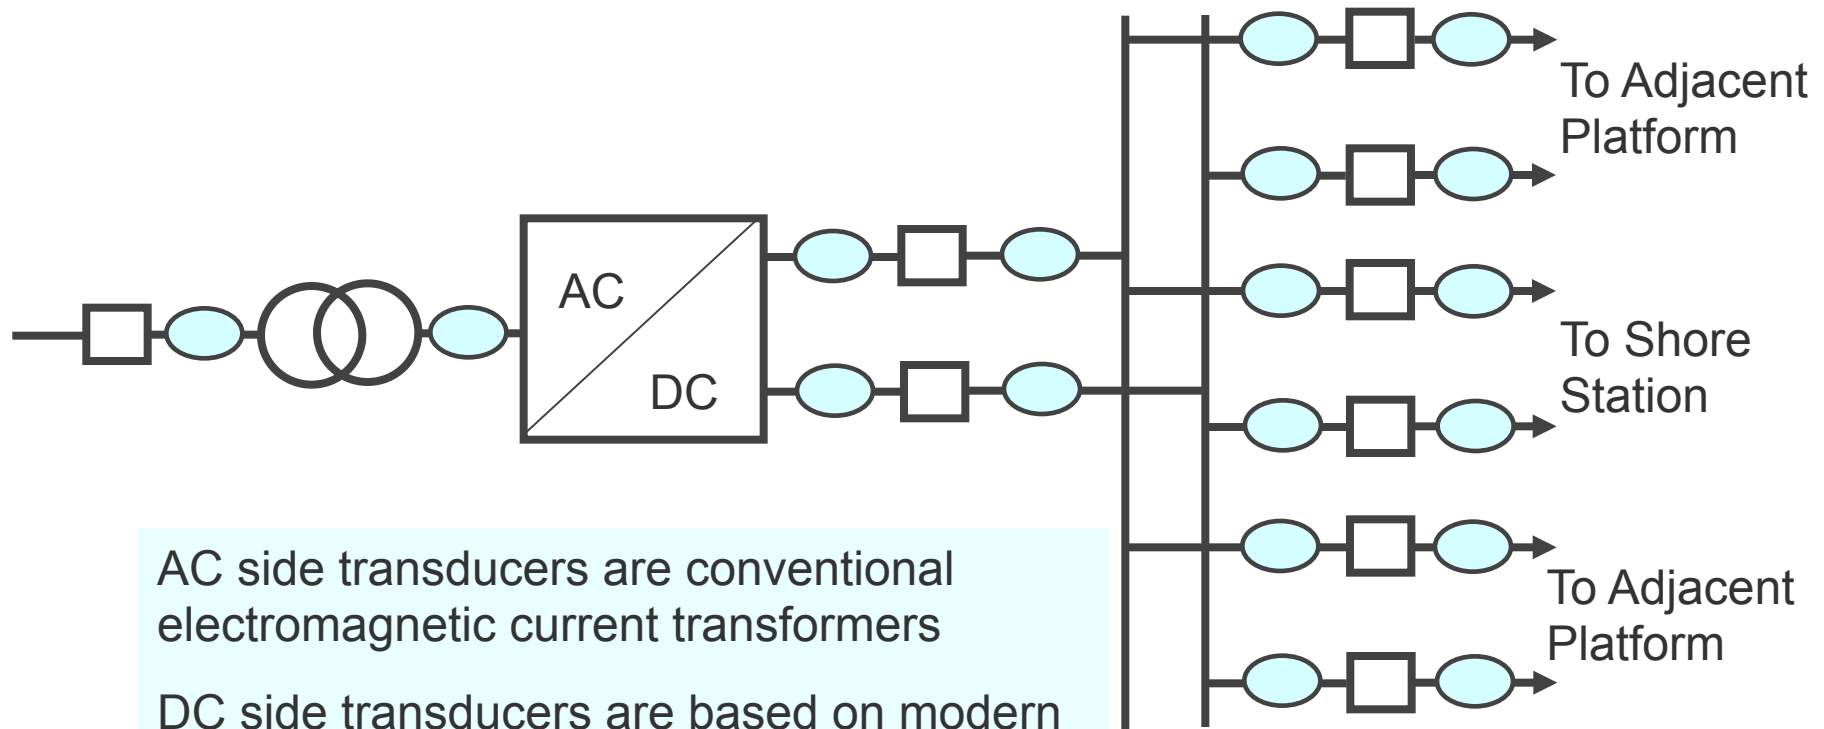 To Adjacent
Platform
AC
DC
To Shore
Station
AC side transducers are conventional
electromagnetic current transformers
To Adjacent
Platform
DC side transducers are based on modern